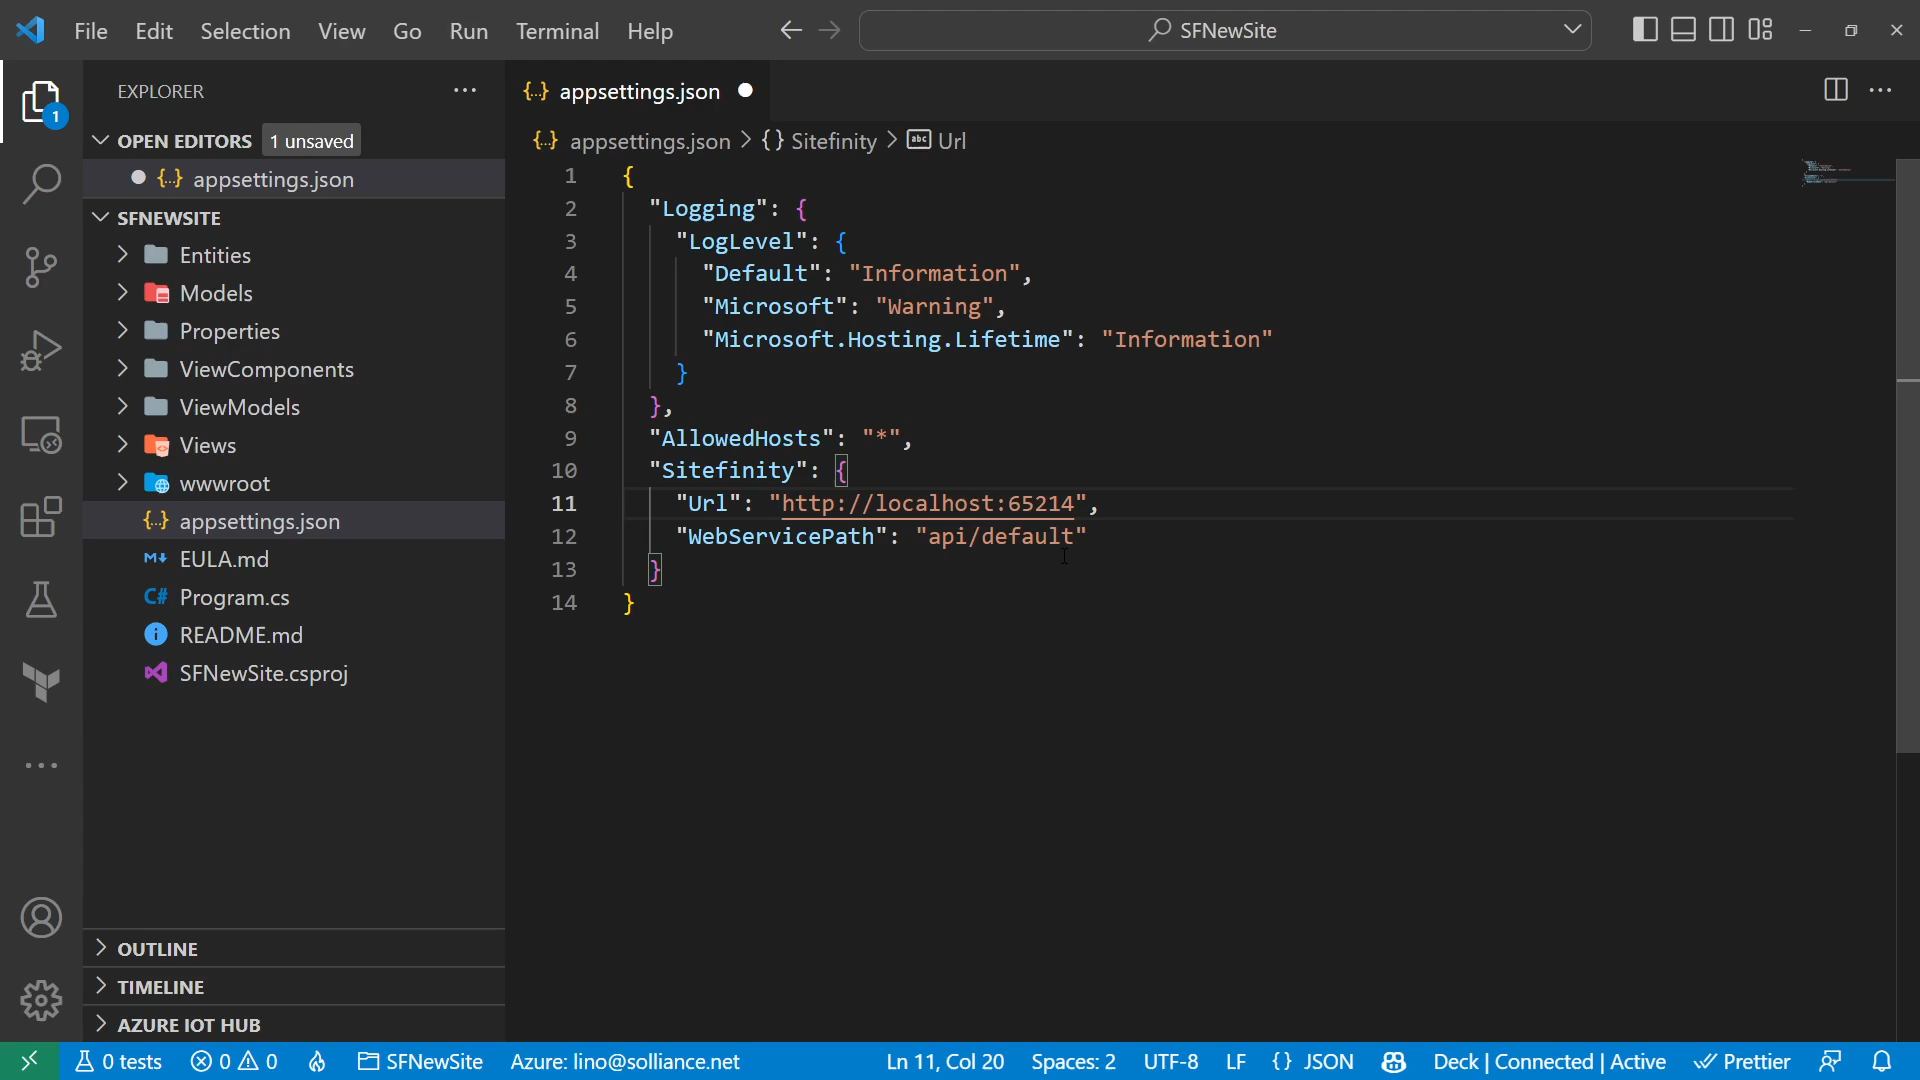 File Edit Selection View Go Run Terminal Help
SFNewSite
EXPLORER
OPEN EDITORS 1 unsaved
appsettings.json
SFNEWSITE
Entities
Models
Properties
ViewComponents
ViewModels
Views
wwwroot
appsettings.json
EULA.md
Program.cs
README.md
SFNewSite.csproj
OUTLINE
TIMELINE
AZURE IOT HUB
1
{..} appsettings.json
{..} appsettings.json > {} Sitefinity > abc Url
1 {
2 "Logging": {
3 "LogLevel": {
4 "Default": "Information",
5 "Microsoft": "Warning",
6 "Microsoft.Hosting.Lifetime": "Information"
7 }
8 },
9 "AllowedHosts": "*",
10 "Sitefinity": {
11 "Url": "http://localhost:65214",
12 "WebServicePath": "api/default"
13 }
14 }
0 tests 0 0 SFNewSite Azure: lino@solliance.net Ln 11, Col 20 Spaces: 2 UTF-8 LF {} JSON Deck | Connected | Active Prettier